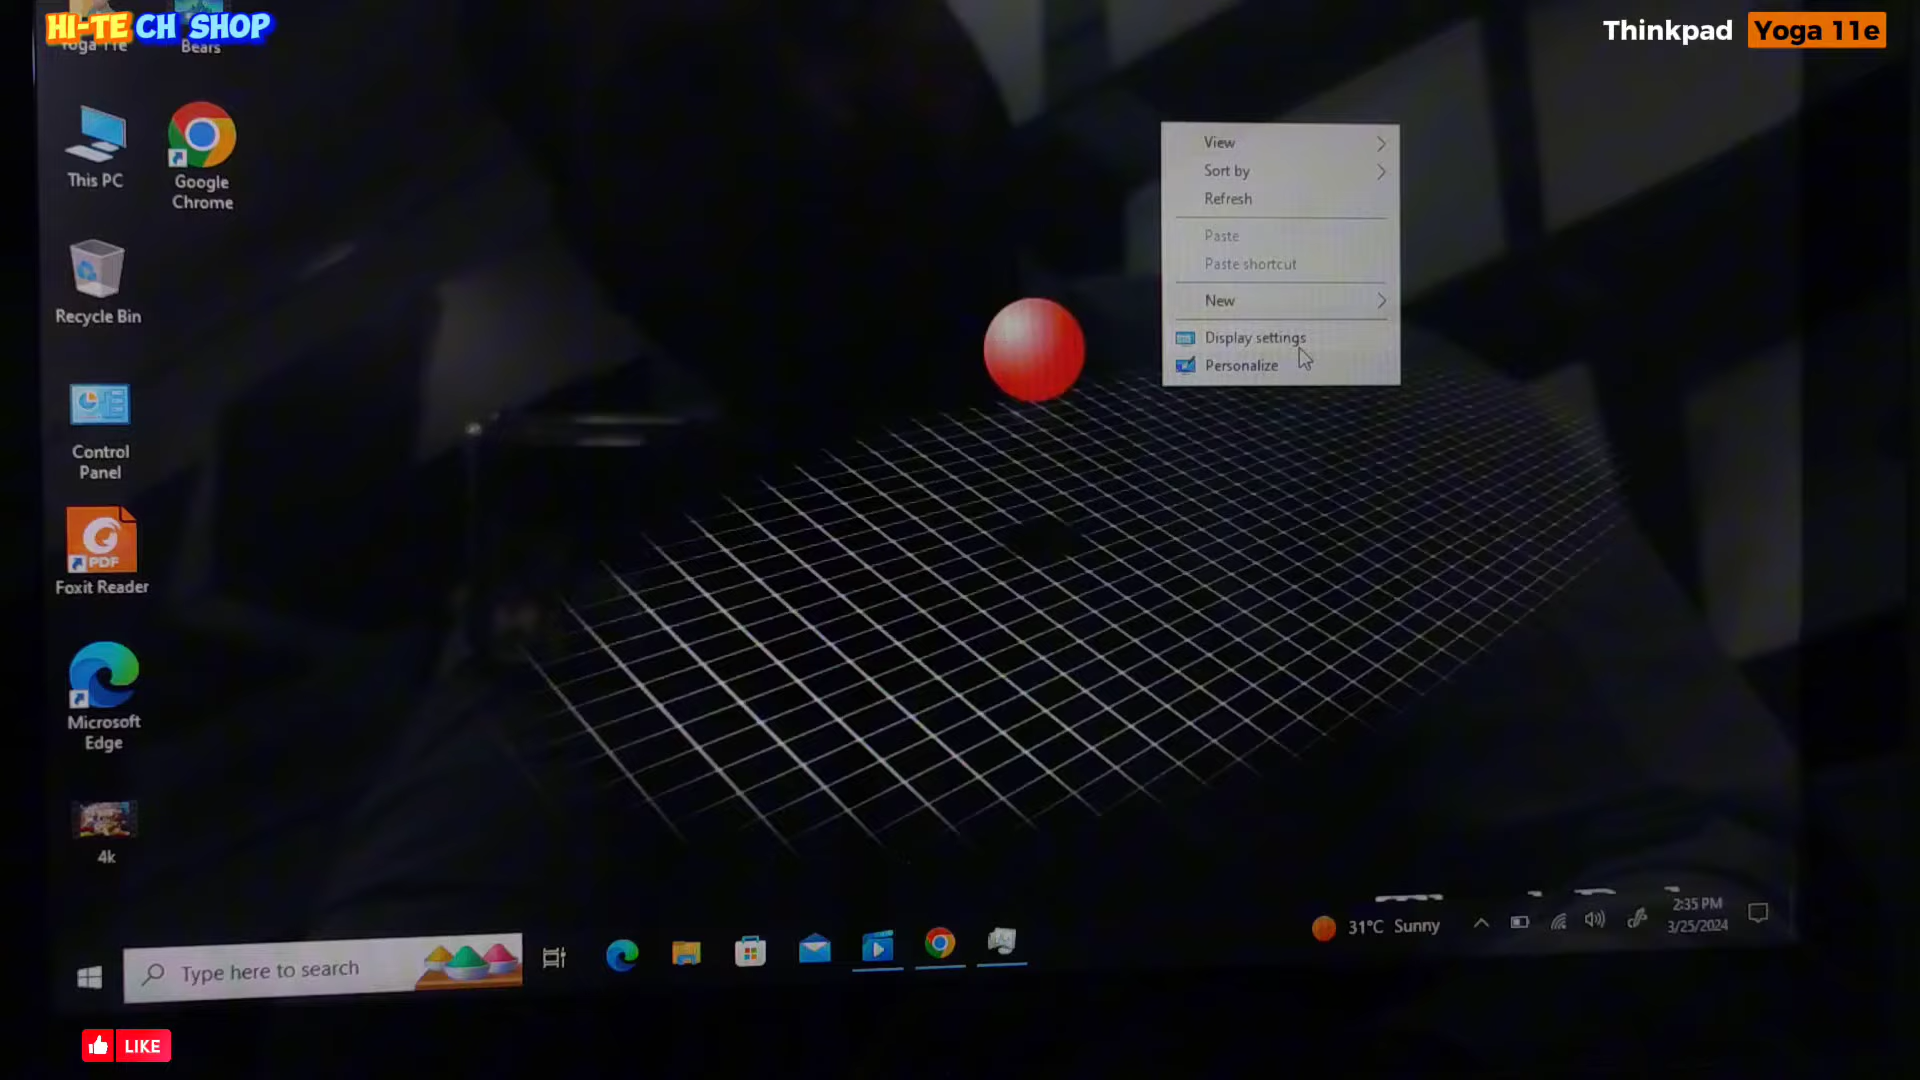 HI-TECH SHOP
Thinkpad Yoga 11e
Yoga 11e
Bears
This PC
Google
Chrome
Recycle Bin
Control
Panel
PDF
Foxit Reader
Microsoft
Edge
4k
View
Sort by
Refresh
Paste
Paste shortcut
New
Display settings
Personalize
Type here to search
31°C Sunny
2:35 PM
3/25/2024
LIKE